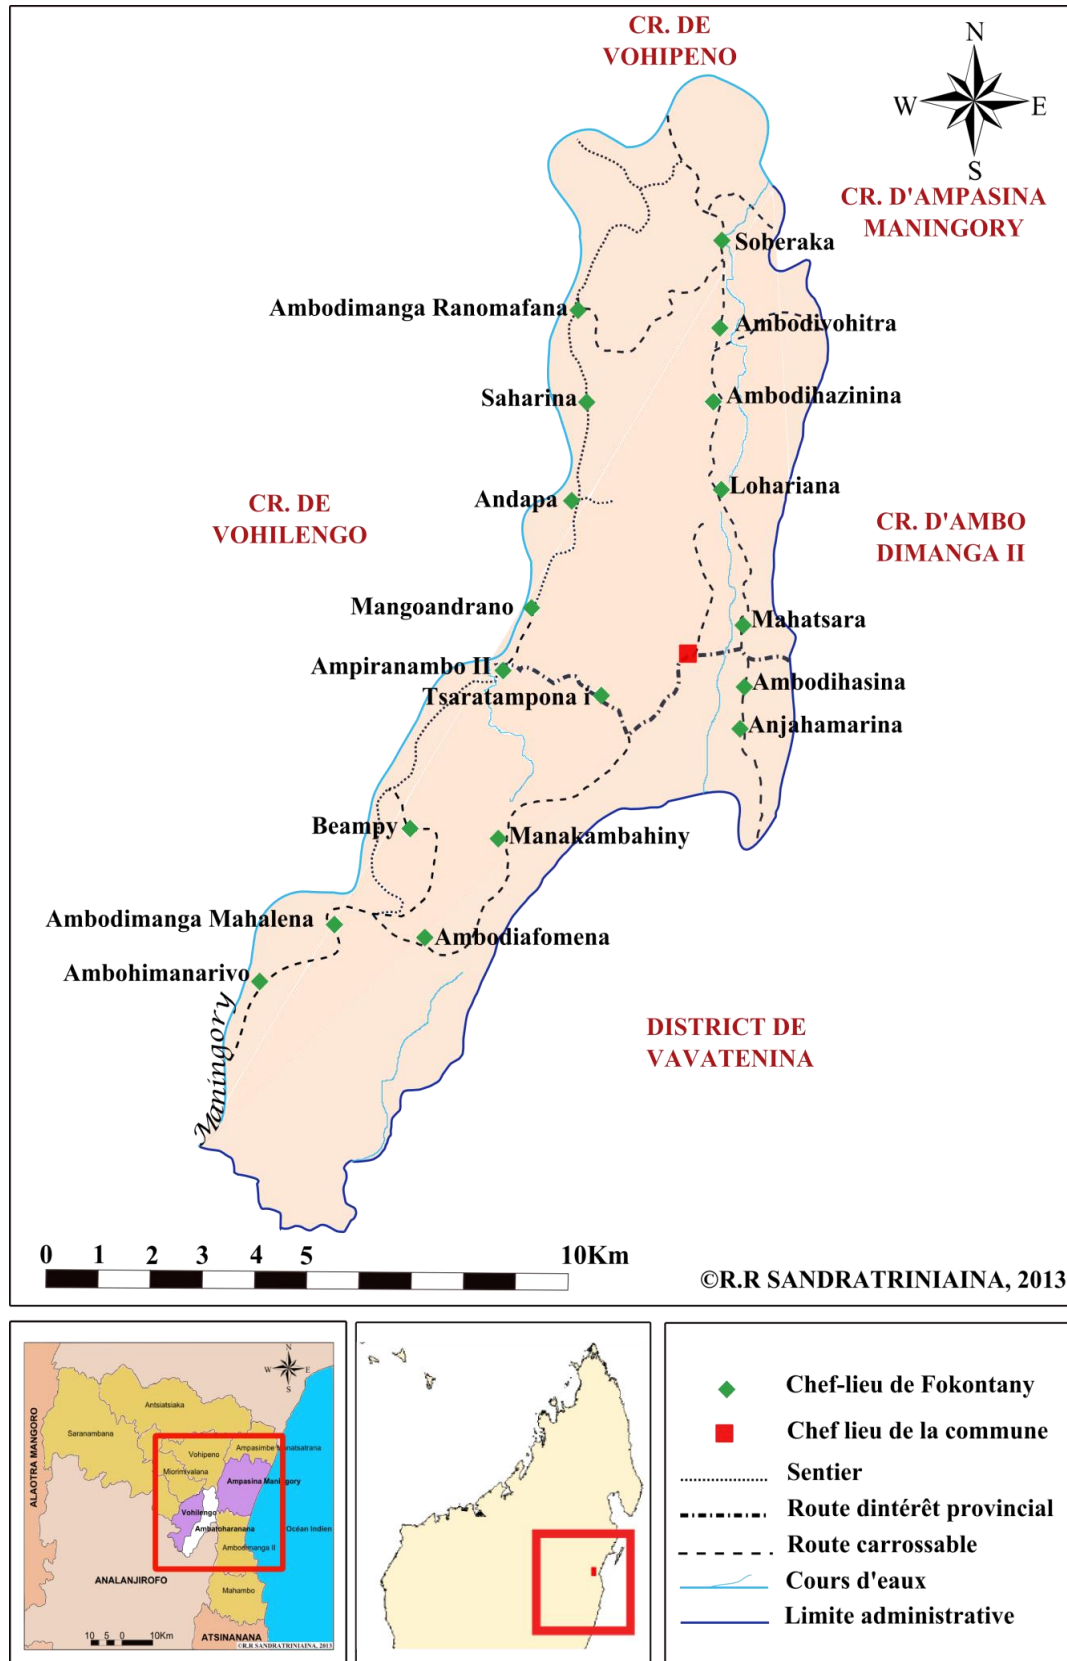 CR. DE
VOHIPENO
N
W
E
S
CR. D'AMPASINA
MANINGORY
Soberaka
Ambodimanga Ranomafana
Ambodivohitra
Saharina
Ambodihazinina
Andapa
Lohariana
CR. DE
VOHILENGO
CR. D'AMBO
DIMANGA II
Mangoandrano
Mahatsara
Ampiranambo II
Tsaratampona i
Ambodihasina
Anjahamarina
Beampy
Manakambahiny
Ambodimanga Mahalena
Ambodiafomena
Ambohimanarivo
Maningory
DISTRICT DE
VAVATENINA
0 1 2 3 4 5 10Km
©R.R SANDRATRINIAINA, 2013
N
W
E
S
ALAOTRA MANGORO
Antsiatsiaka
Saranambana
Vohipeno
Ampasimbe Manatsatrana
Miorimivalana
Ampasina Maningory
Vohilengo
Ambatoharanana
Océan Indien
Ambodimanga II
ANALANJIROFO
Mahambo
10 5 0 10Km
ATSINANANA
©R.R SANDRATRINIAINA, 2013
Chef-lieu de Fokontany
Chef lieu de la commune
Sentier
Route dintérêt provincial
Route carrossable
Cours d'eaux
Limite administrative